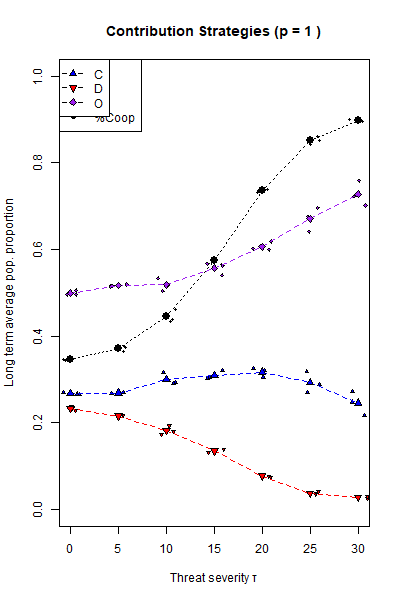 Contribution Strategies (p = 1 )
C
D
O
%Coop
Long term average pop. proportion
0.0
0.2
0.4
0.6
0.8
1.0
0
5
10
15
20
25
30
Threat severity τ